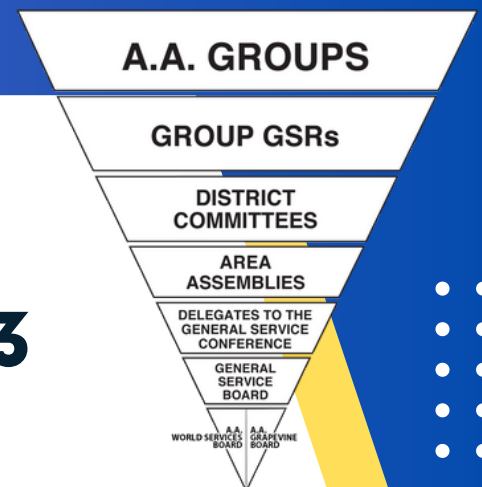 A.A. GROUPS
GROUP GSRs
DISTRICT
COMMITTEES
AREA
ASSEMBLIES
3
DELEGATES TO THE
GENERAL SERVICE
CONFERENCE
GENERAL
SERVICE
BOARD
A.A.
WORLD SERVICES
BOARD
A.A.
GRAPEVINE
BOARD